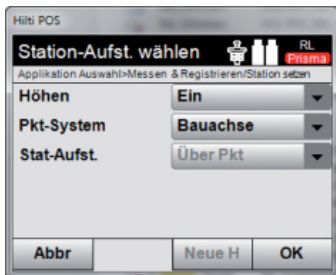 Hilti POS
Station-Aufst. wählen
RL
Prisma
Applikation Auswahl>Messen & Registrieren/Station setzen
Höhen Ein
Pkt-System Bauachse
Stat-Aufst. Über Pkt
Abbr Neue H OK